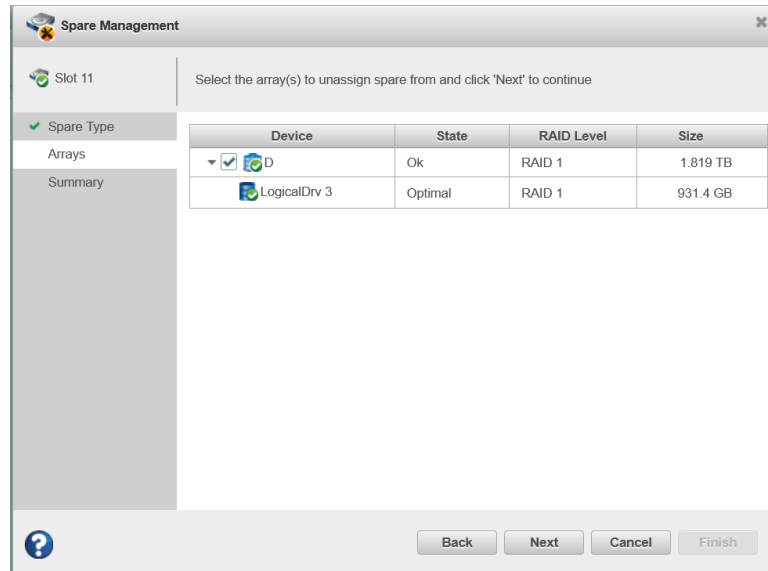 Spare Management
Slot 11
Select the array(s) to unassign spare from and click 'Next' to continue
Spare Type
Arrays
Summary
Device State RAID Level Size
D Ok RAID 1 1.819 TB
LogicalDrv 3 Optimal RAID 1 931.4 GB
? Back Next Cancel Finish